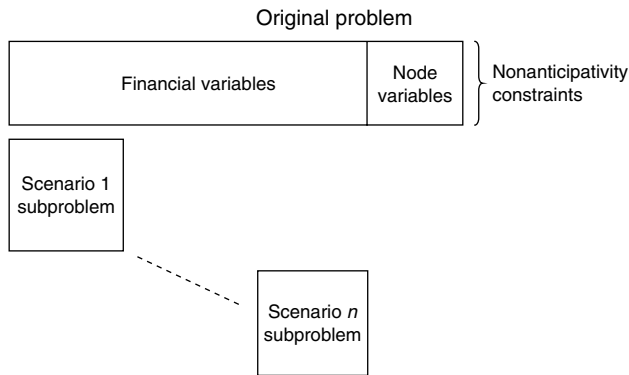 Original problem
Financial variables
Node
variables
Nonanticipativity
constraints
Scenario 1
subproblem
Scenario n
subproblem